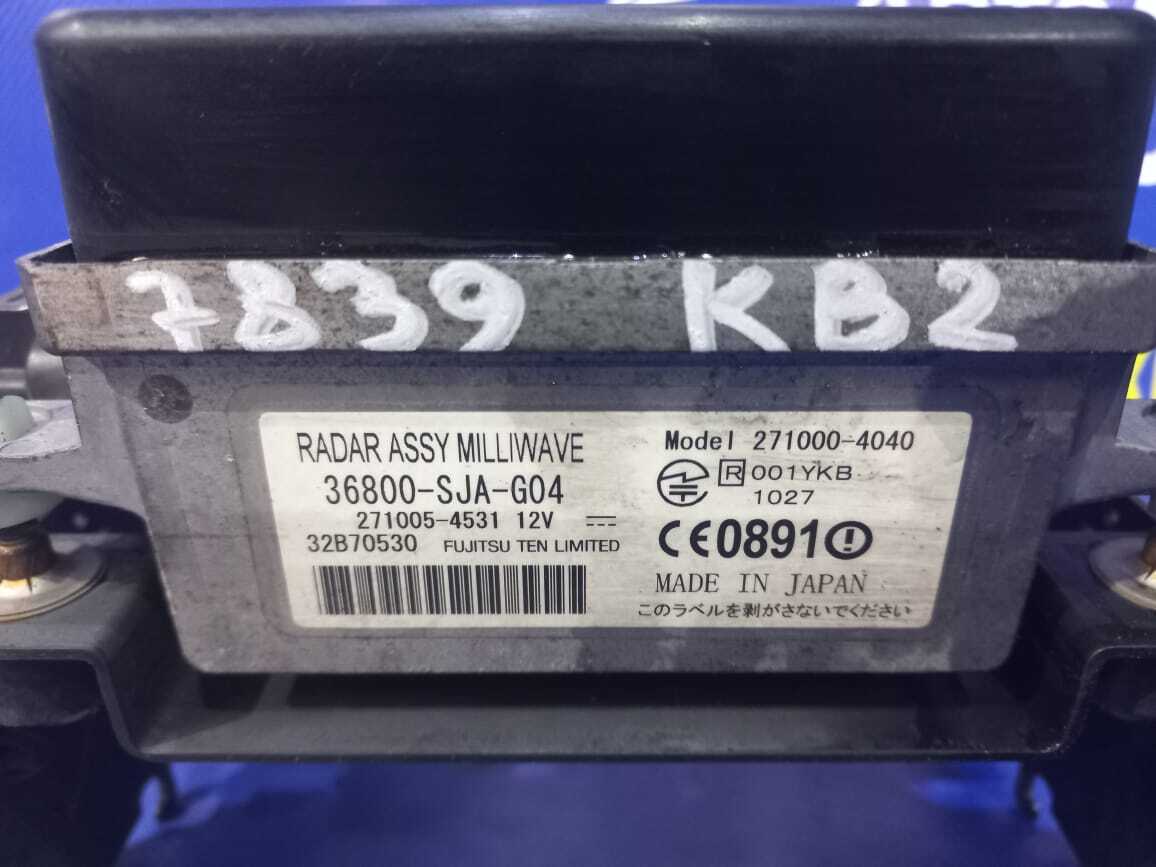 7839 KB2
RADAR ASSY MILLIWAVE
36800-SJA-G04
271005-4531 12V
32B70530 FUJITSU TEN LIMITED
Model 271000-4040
R 001YKB
1027
CE0891
MADE IN JAPAN
このラベルを剥がさないでください